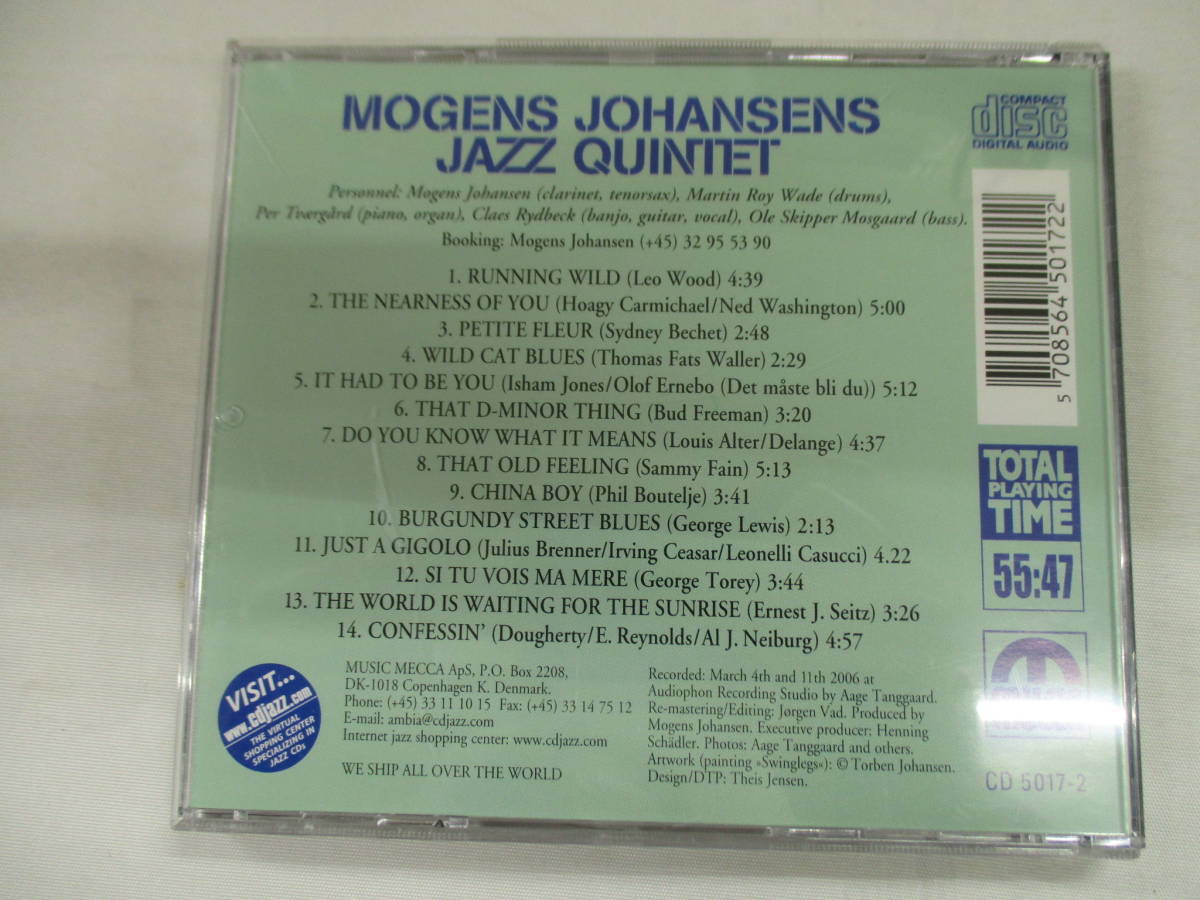 MOGENS JOHANSENS
JAZZ QUINTET
COMPACT
disc
DIGITAL AUDIO
Personnel: Mogens Johansen (clarinet, tenorsax), Martin Roy Wade (drums),
Per Tværgård (piano, organ), Claes Rydbeck (banjo, guitar, vocal), Ole Skipper Mosgaard (bass).
Booking: Mogens Johansen (+45) 32 95 53 90
1. RUNNING WILD (Leo Wood) 4:39
2. THE NEARNESS OF YOU (Hoagy Carmichael/Ned Washington) 5:00
3. PETITE FLEUR (Sydney Bechet) 2:48
4. WILD CAT BLUES (Thomas Fats Waller) 2:29
5. IT HAD TO BE YOU (Isham Jones/Olof Ernebo (Det måste bli du)) 5:12
6. THAT D-MINOR THING (Bud Freeman) 3:20
7. DO YOU KNOW WHAT IT MEANS (Louis Alter/Delange) 4:37
8. THAT OLD FEELING (Sammy Fain) 5:13
9. CHINA BOY (Phil Boutelje) 3:41
10. BURGUNDY STREET BLUES (George Lewis) 2:13
11. JUST A GIGOLO (Julius Brenner/Irving Ceasar/Leonelli Casucci) 4.22
12. SI TU VOIS MA MERE (George Torey) 3:44
13. THE WORLD IS WAITING FOR THE SUNRISE (Ernest J. Seitz) 3:26
14. CONFESSIN' (Dougherty/E. Reynolds/Al J. Neiburg) 4:57
5 708564 501722
TOTAL
PLAYING
TIME
55:47
VISIT...
www.cdjazz.com
THE VIRTUAL
SHOPPING CENTER
SPECIALIZING IN
JAZZ CDs
MUSIC MECCA ApS, P.O. Box 2208,
DK-1018 Copenhagen K. Denmark.
Phone: (+45) 33 11 10 15 Fax: (+45) 33 14 75 12
E-mail: ambia@cdjazz.com
Internet jazz shopping center: www.cdjazz.com
WE SHIP ALL OVER THE WORLD
Recorded: March 4th and 11th 2006 at
Audiophon Recording Studio by Aage Tanggaard.
Re-mastering/Editing: Jørgen Vad. Produced by
Mogens Johansen. Executive producer: Henning
Schädler. Photos: Aage Tanggaard and others.
Artwork (painting »Swinglegs«): © Torben Johansen.
Design/DTP: Theis Jensen.
CD 5017-2